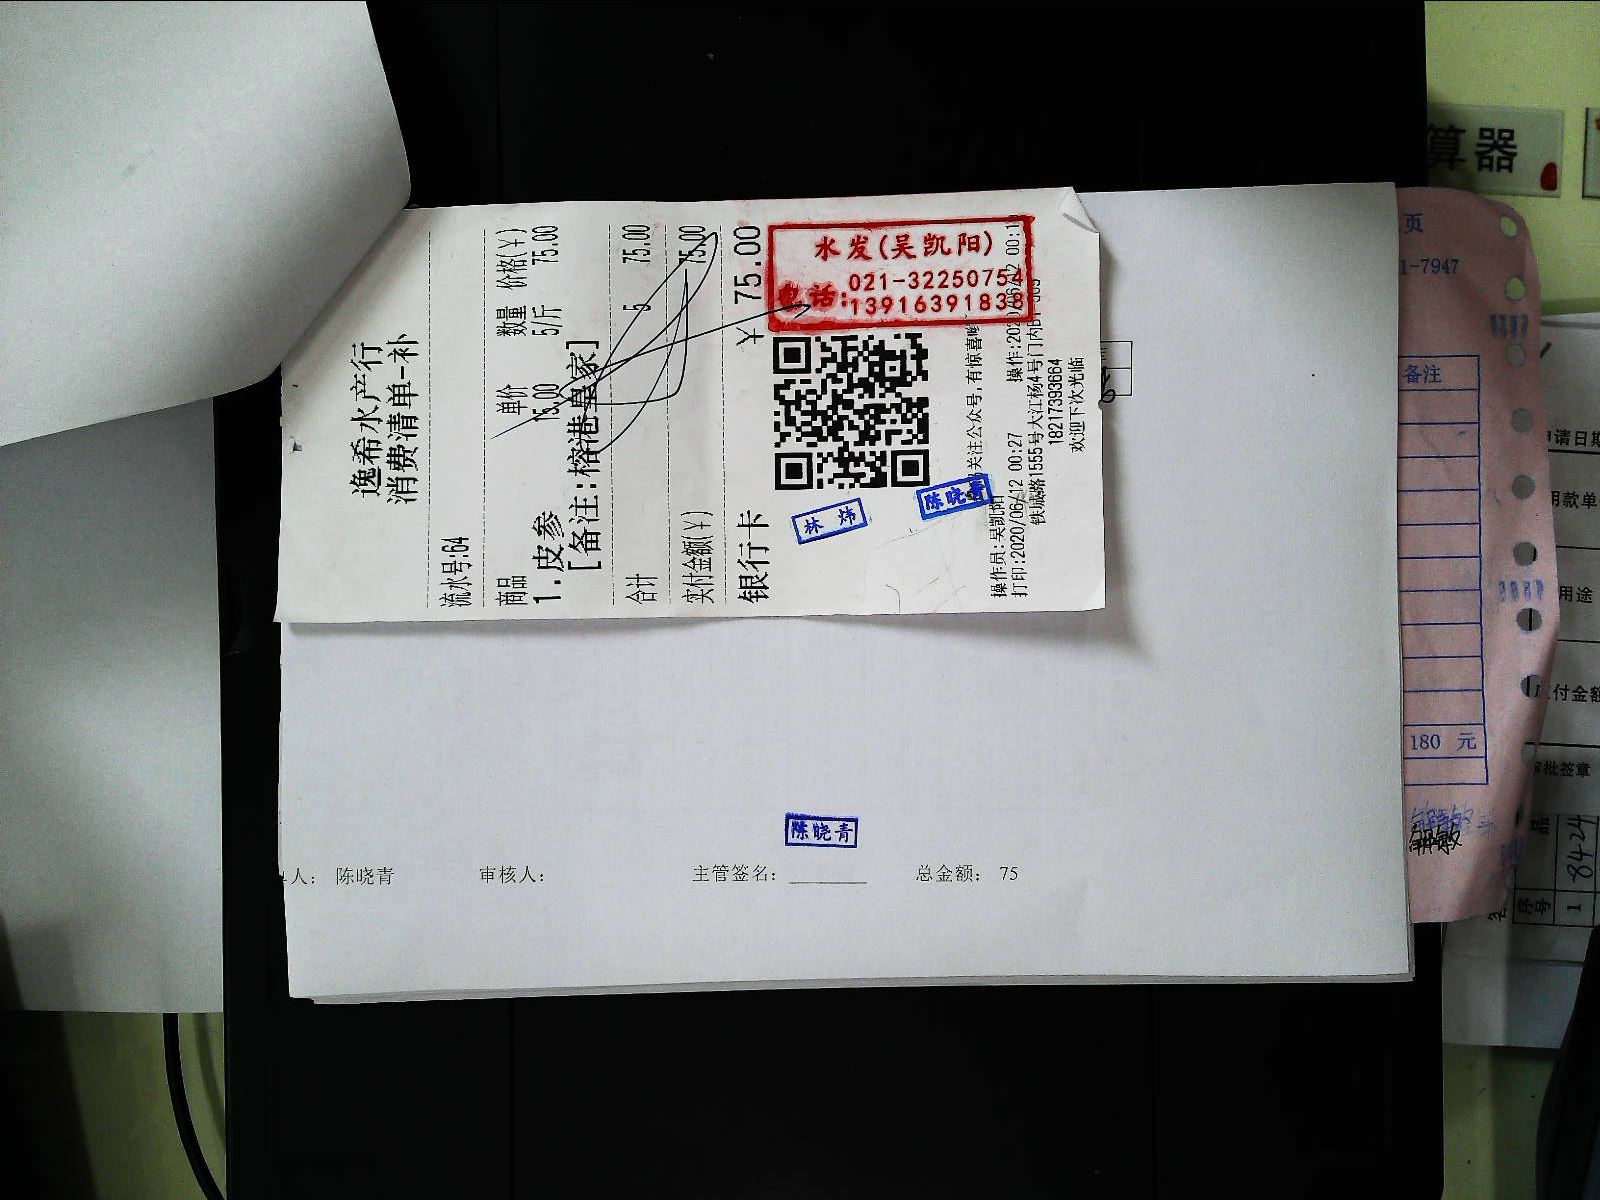 逸希水产行
消费清单-补
流水号:64
商品 单价 数量 价格(¥)
1.皮参 15.00 5/斤 75.00
[备注:榕港皇家]
合计 5 75.00
实付金额(¥) 75.00
银行卡 ¥ 75.00
水发(吴凯阳)
电话: 021-32250754
13916391838
林炜
陈晓青
关注公众号,有惊喜
操作员:吴凯阳
打印:2020/06/12 00:27
铁城路1555号大江杨4号门内
18217393664
欢迎下次光临
陈晓青
人: 陈晓青 审核人: 主管签名: 总金额: 75
算器
页
1-7947
备注
180 元
申请日期
用款单
用途
付金额
审批签章
序号
1
8424